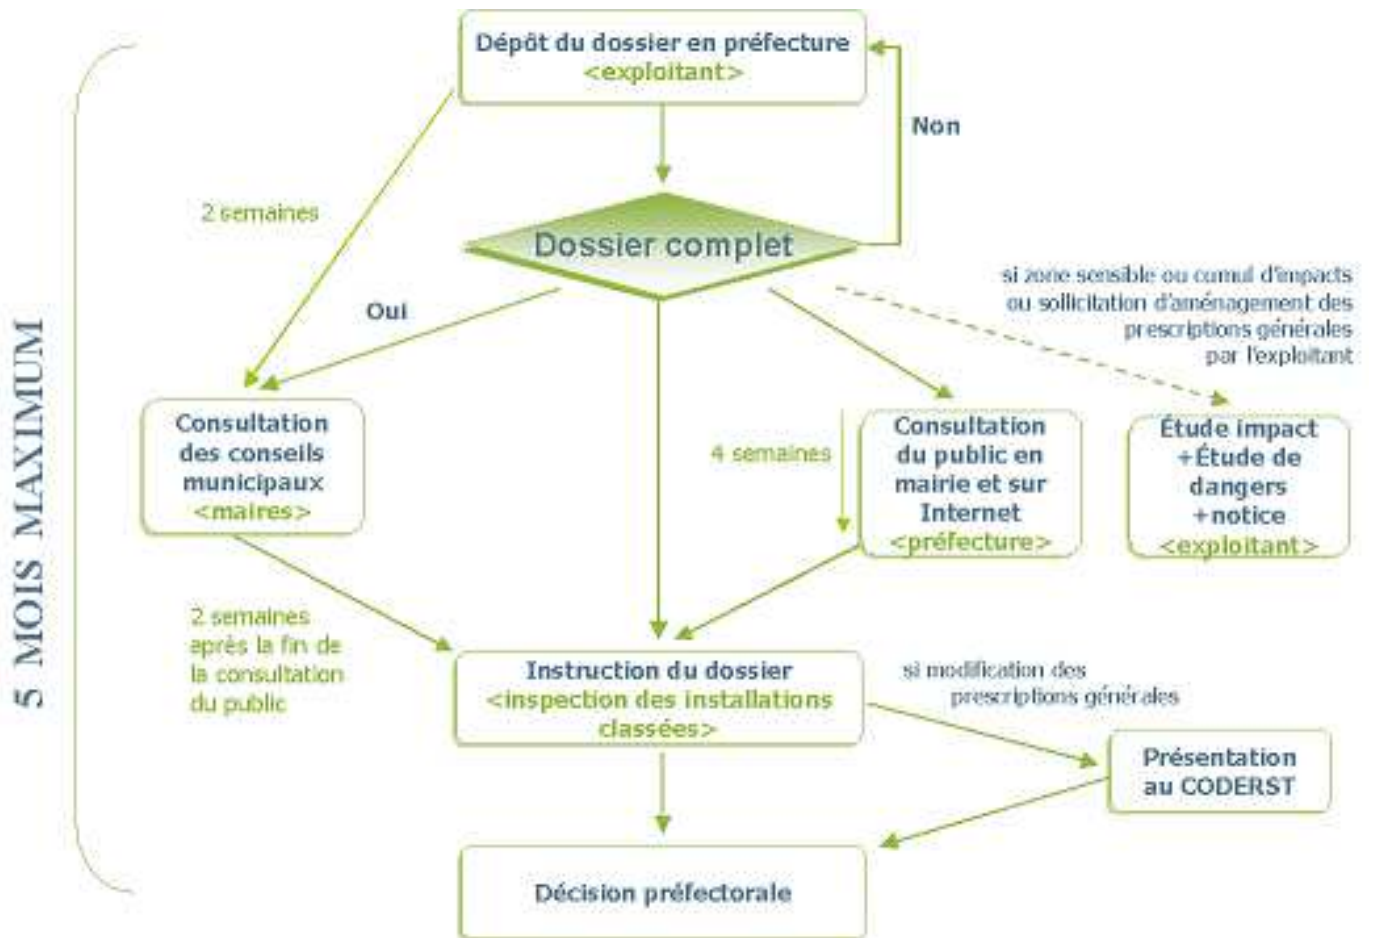 Dépôt du dossier en préfecture
<exploitant>
Non
2 semaines
Dossier complet
si zone sensible ou cumul d'impacts
ou sollicitation d'aménagement des
prescriptions générales
par l'exploitant
Oui
5 MOIS MAXIMUM
Consultation
des conseils
municipaux
<maires>
4 semaines
Consultation
du public en
mairie et sur
Internet
<préfecture>
Étude impact
+Étude de
dangers
+notice
<exploitant>
2 semaines
après la fin de
la consultation
du public
Instruction du dossier
<inspection des installations
classées>
si modification des
prescriptions générales
Présentation
au CODERST
Décision préfectorale